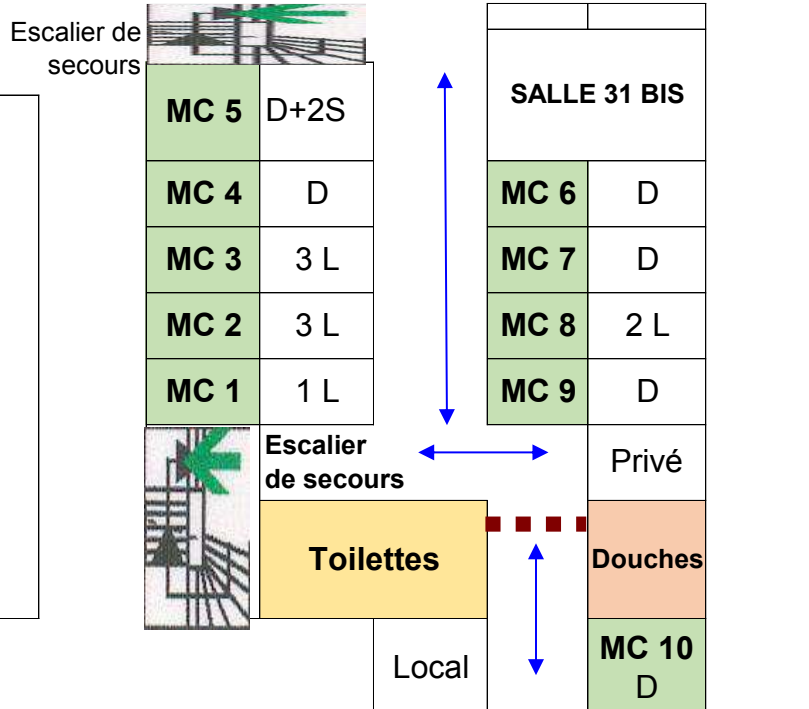 Escalier de
secours
SALLE 31 BIS
MC 5 D+2S
MC 4 D
MC 6 D
MC 3 3 L
MC 7 D
MC 2 3 L
MC 8 2 L
MC 1 1 L
MC 9 D
Escalier
de secours
Privé
Toilettes
Douches
Local
MC 10
D